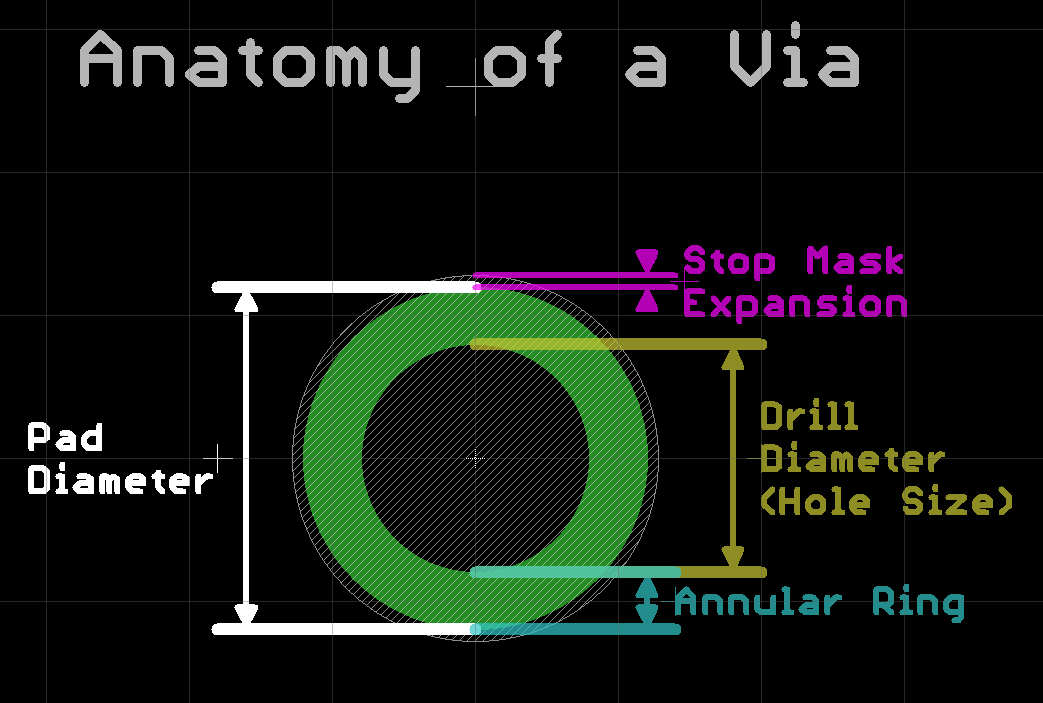 Anatomy of a Via
Stop Mask
Expansion
Drill
Diameter
(Hole Size)
Pad
Diameter
Annular Ring